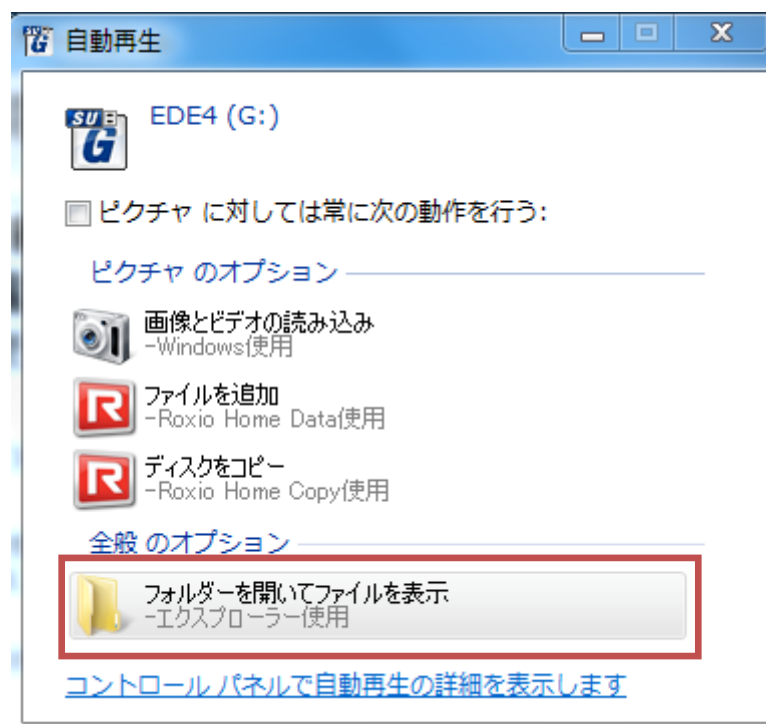 自動再生
EDE4 (G:)
ピクチャ に対しては常に次の動作を行う:
ピクチャ のオプション
画像とビデオの読み込み
-Windows使用
ファイルを追加
-Roxio Home Data使用
ディスクをコピー
-Roxio Home Copy使用
全般 のオプション
フォルダーを開いてファイルを表示
-エクスプローラー使用
コントロール パネルで自動再生の詳細を表示します